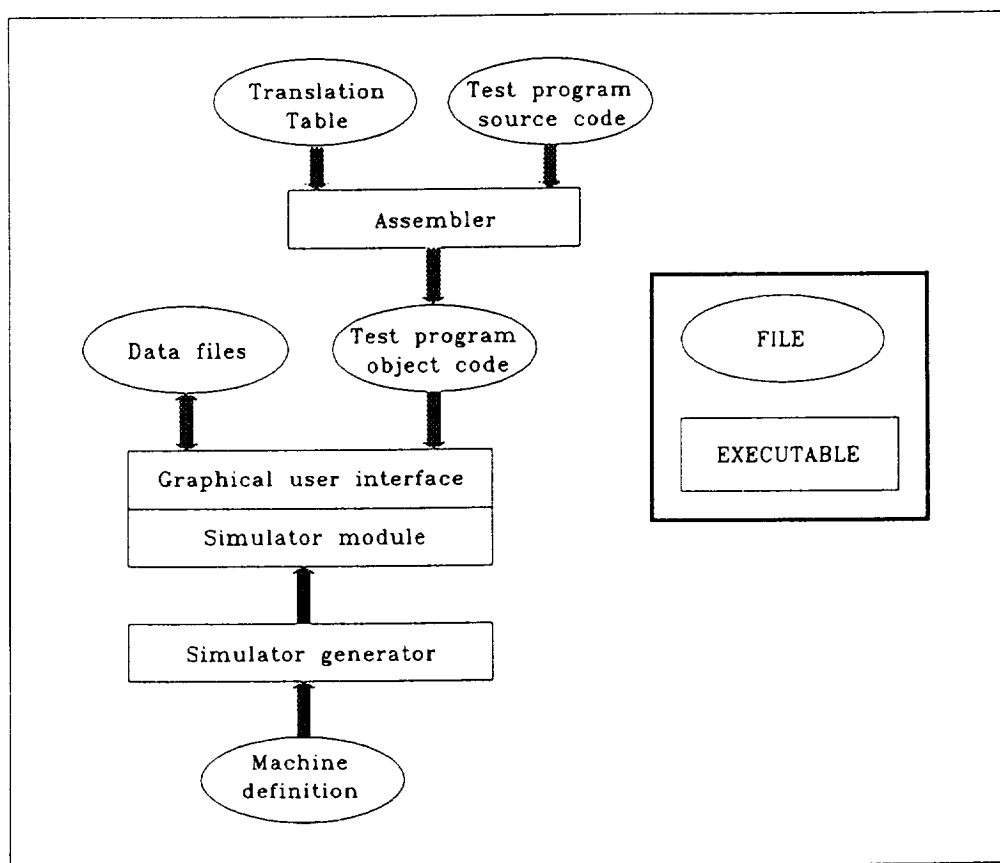 Translation
Table
Test program
source code
Assembler
Data files
Test program
object code
FILE
EXECUTABLE
Graphical user interface
Simulator module
Simulator generator
Machine
definition